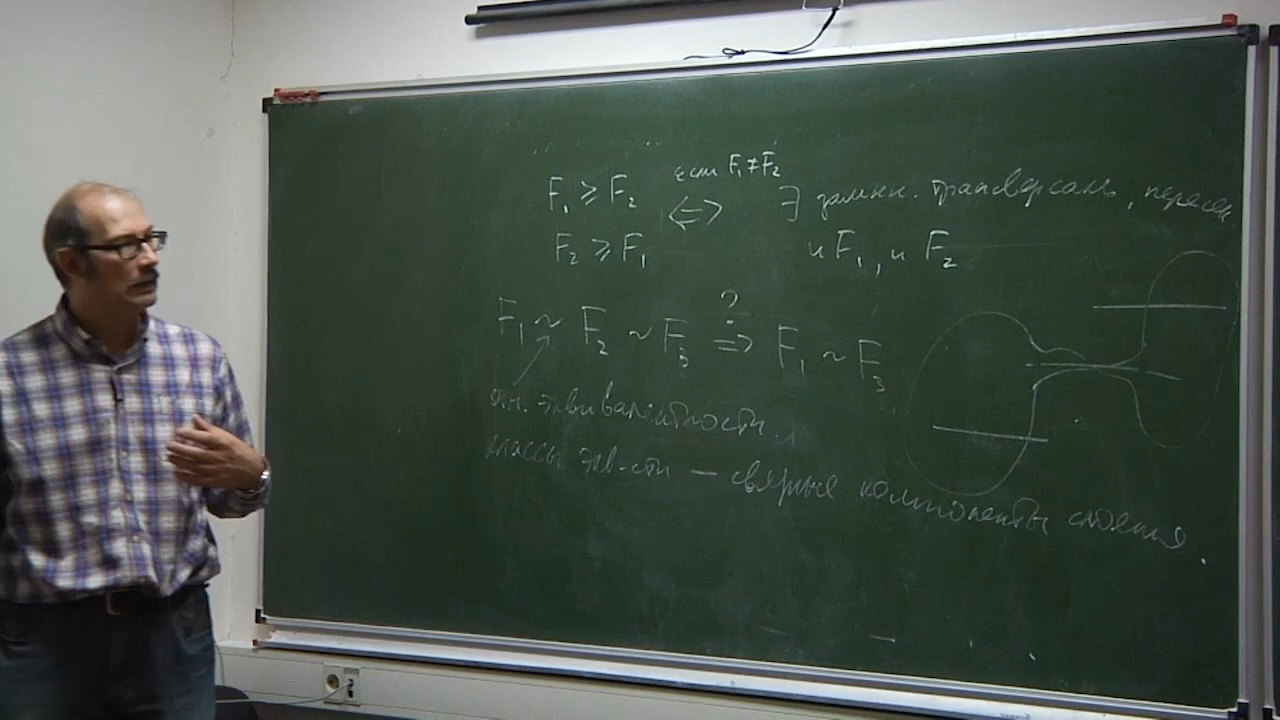 F₁ ⩾ F₂ если F₁ ≠ F₂ ⟺ ∃ замкн. трансверсаль, пересек
F₂ ⩾ F₁ и F₁, и F₂
F₁ ~ F₂ ~ F₃ ?⇒ F₁ ~ F₃
отн. эквивалентности
классы экв-сти — связные компоненты слоения.